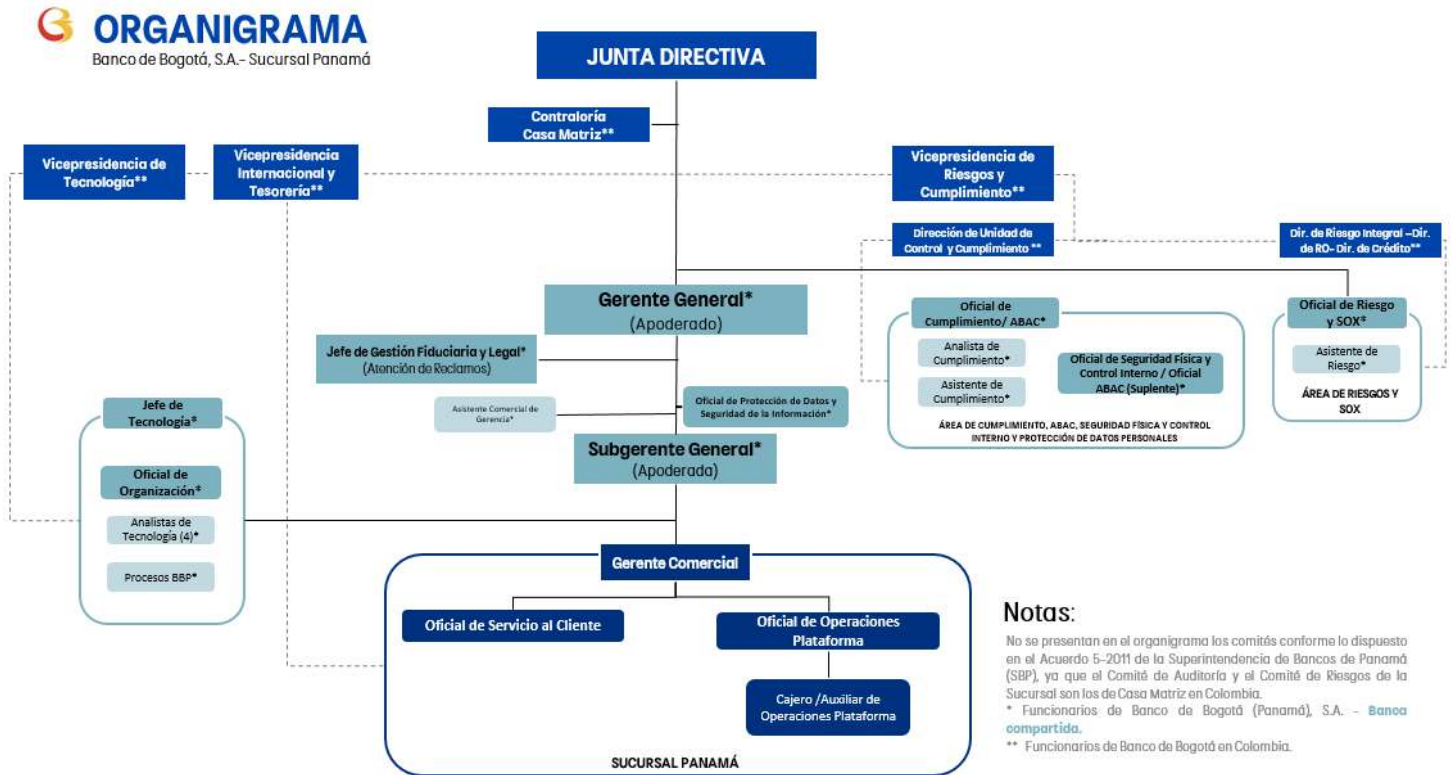 ORGANIGRAMA
Banco de Bogotá, S.A.- Sucursal Panamá
JUNTA DIRECTIVA
Contraloría
Casa Matriz**
Vicepresidencia de
Tecnología**
Vicepresidencia
Internacional y
Tesorería**
Vicepresidencia de
Riesgos y
Cumplimiento**
Dirección de Unidad de
Control y Cumplimiento **
Dir. de Riesgo Integral -Dir.
de RO- Dir. de Crédito**
Gerente General*
(Apoderado)
Oficial de
Cumplimiento/ ABAC*
Analista de
Cumplimiento*
Asistente de
Cumplimiento*
Oficial de Seguridad Física y
Control Interno / Oficial
ABAC (Suplente)*
ÁREA DE CUMPLIMIENTO, ABAC, SEGURIDAD FÍSICA Y CONTROL
INTERNO Y PROTECCIÓN DE DATOS PERSONALES
Oficial de Riesgo
y SOX*
Asistente de
Riesgo*
ÁREA DE RIESGOS Y
SOX
Jefe de Gestión Fiduciaria y Legal*
(Atención de Reclamos)
Asistente Comercial de
Gerencia*
Oficial de Protección de Datos y
Seguridad de la Información*
Jefe de
Tecnología*
Oficial de
Organización*
Analistas de
Tecnología (4)*
Procesos BBP*
Subgerente General*
(Apoderada)
Gerente Comercial
Oficial de Servicio al Cliente
Oficial de Operaciones
Plataforma
Cajero /Auxiliar de
Operaciones Plataforma
SUCURSAL PANAMÁ
Notas:
No se presentan en el organigrama los comités conforme lo dispuesto
en el Acuerdo 5-2011 de la Superintendencia de Bancos de Panamá
(SBP), ya que el Comité de Auditoría y el Comité de Riesgos de la
Sucursal son los de Casa Matriz en Colombia.
* Funcionarios de Banco de Bogotá (Panamá), S.A. - Banca
compartida.
** Funcionarios de Banco de Bogotá en Colombia.